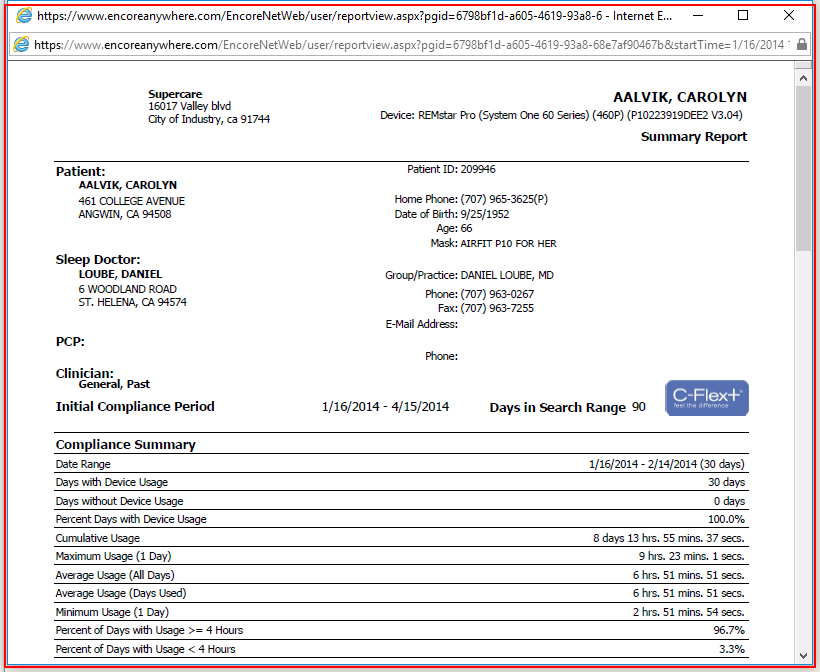 https://www.encoreanywhere.com/EncoreNetWeb/user/reportview.aspx?pgid=6798bf1d-a605-4619-93a8-6 - Internet E...
https://www.encoreanywhere.com/EncoreNetWeb/user/reportview.aspx?pgid=6798bf1d-a605-4619-93a8-68e7af90467b&startTime=1/16/2014
Supercare
16017 Valley blvd
City of Industry, ca 91744
AALVIK, CAROLYN
Device: REMstar Pro (System One 60 Series) (460P) (P10223919DEE2 V3.04)
Summary Report
Patient:
AALVIK, CAROLYN
461 COLLEGE AVENUE
ANGWIN, CA 94508
Patient ID: 209946
Home Phone: (707) 965-3625(P)
Date of Birth: 9/25/1952
Age: 66
Mask: AIRFIT P10 FOR HER
Sleep Doctor:
LOUBE, DANIEL
6 WOODLAND ROAD
ST. HELENA, CA 94574
Group/Practice: DANIEL LOUBE, MD
Phone: (707) 963-0267
Fax: (707) 963-7255
E-Mail Address:
PCP:
Phone:
Clinician:
General, Past
Initial Compliance Period 1/16/2014 - 4/15/2014 Days in Search Range 90
C-Flex+
feel the difference
Compliance Summary
Date Range 1/16/2014 - 2/14/2014 (30 days)
Days with Device Usage 30 days
Days without Device Usage 0 days
Percent Days with Device Usage 100.0%
Cumulative Usage 8 days 13 hrs. 55 mins. 37 secs.
Maximum Usage (1 Day) 9 hrs. 23 mins. 1 secs.
Average Usage (All Days) 6 hrs. 51 mins. 51 secs.
Average Usage (Days Used) 6 hrs. 51 mins. 51 secs.
Minimum Usage (1 Day) 2 hrs. 51 mins. 54 secs.
Percent of Days with Usage >= 4 Hours 96.7%
Percent of Days with Usage < 4 Hours 3.3%